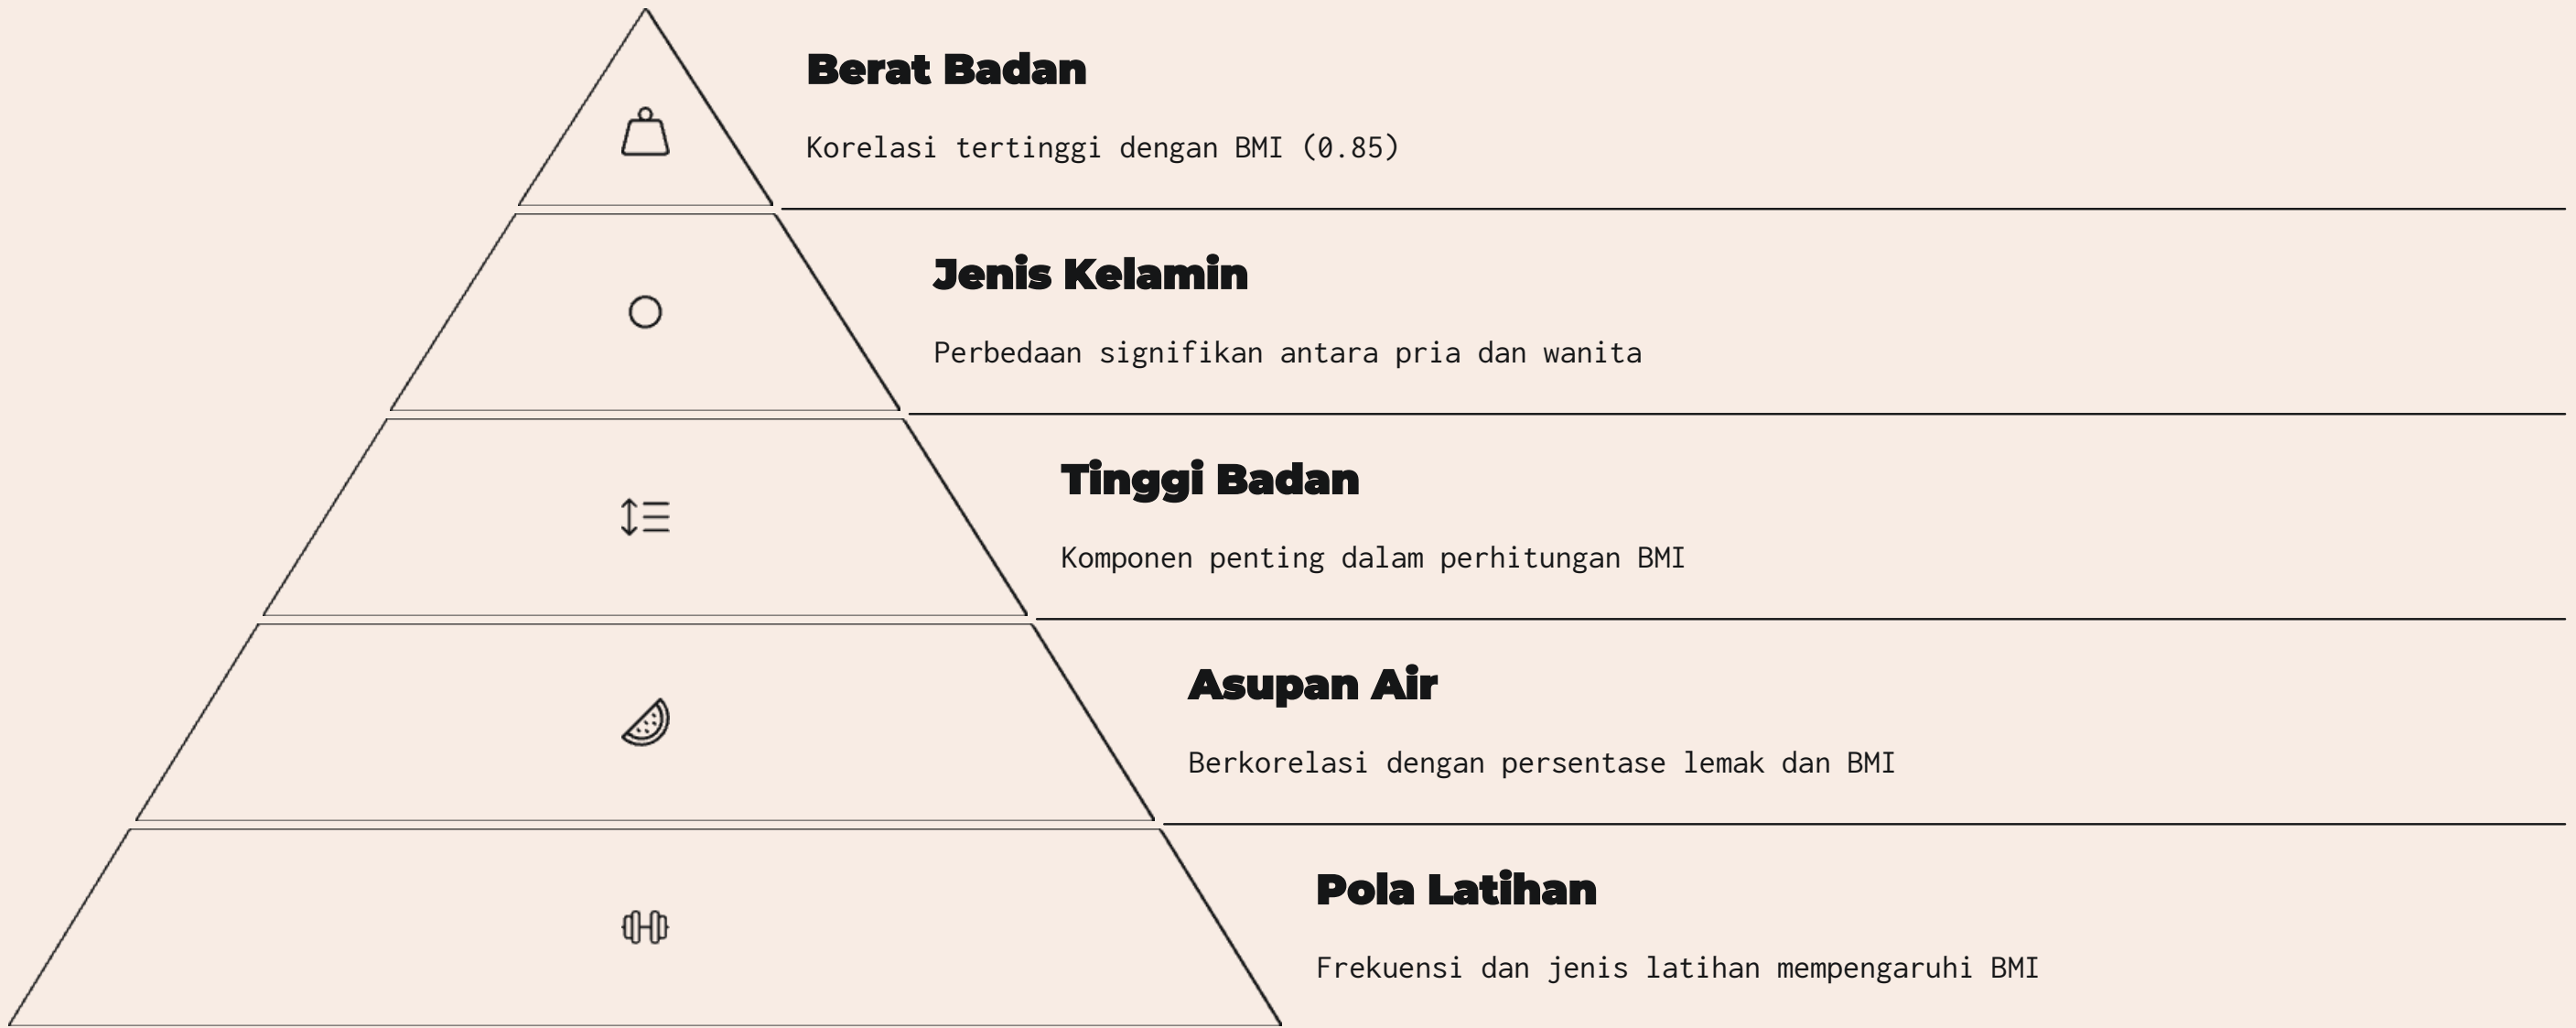 Berat Badan
Korelasi tertinggi dengan BMI (0.85)
Jenis Kelamin
Perbedaan signifikan antara pria dan wanita
Tinggi Badan
Komponen penting dalam perhitungan BMI
Asupan Air
Berkorelasi dengan persentase lemak dan BMI
Pola Latihan
Frekuensi dan jenis latihan mempengaruhi BMI